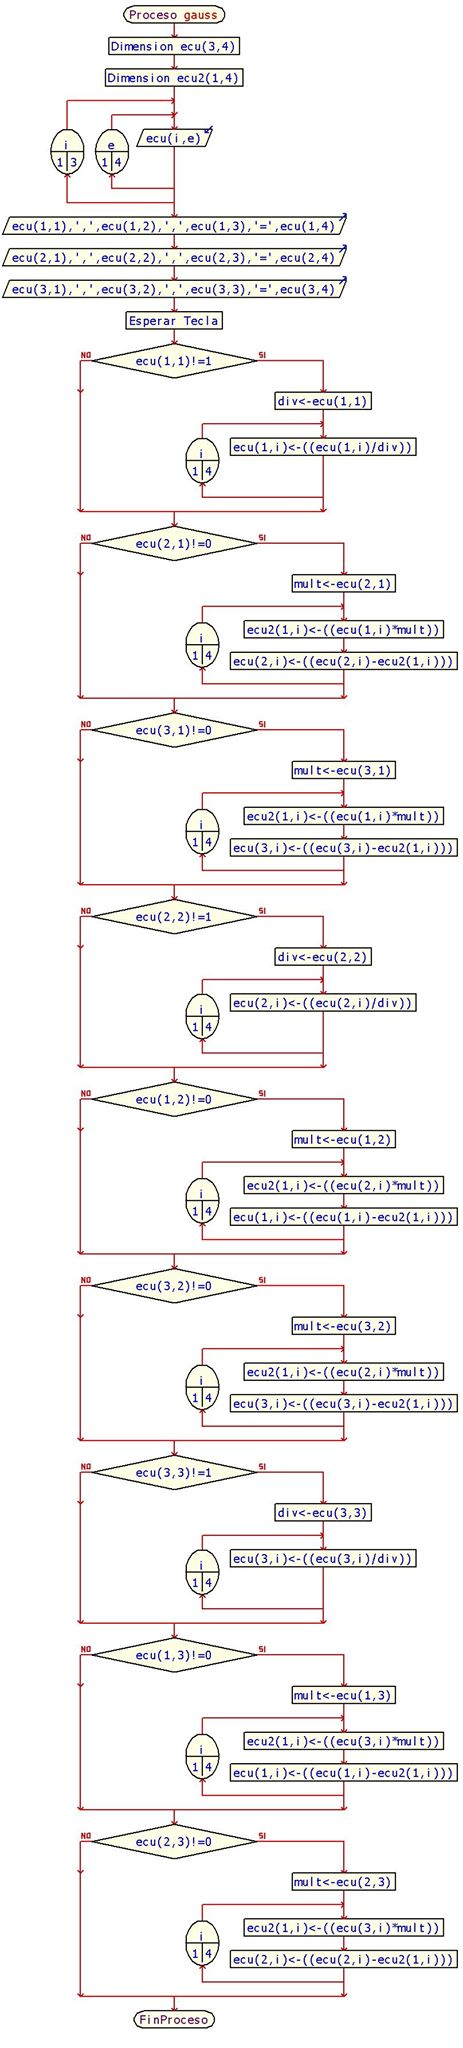 Proceso gauss
Dimension ecu(3,4)
Dimension ecu2(1,4)
i
1 3
e
1 4
ecu(i,e)
ecu(1,1),',',ecu(1,2),',',ecu(1,3),'=',ecu(1,4)
ecu(2,1),',',ecu(2,2),',',ecu(2,3),'=',ecu(2,4)
ecu(3,1),',',ecu(3,2),',',ecu(3,3),'=',ecu(3,4)
Esperar Tecla
NO
ecu(1,1)!=1
SI
div<-ecu(1,1)
i
1 4
ecu(1,i)<-((ecu(1,i)/div))
NO
ecu(2,1)!=0
SI
mult<-ecu(2,1)
i
1 4
ecu2(1,i)<-((ecu(1,i)*mult))
ecu(2,i)<-((ecu(2,i)-ecu2(1,i)))
NO
ecu(3,1)!=0
SI
mult<-ecu(3,1)
i
1 4
ecu2(1,i)<-((ecu(1,i)*mult))
ecu(3,i)<-((ecu(3,i)-ecu2(1,i)))
NO
ecu(2,2)!=1
SI
div<-ecu(2,2)
i
1 4
ecu(2,i)<-((ecu(2,i)/div))
NO
ecu(1,2)!=0
SI
mult<-ecu(1,2)
i
1 4
ecu2(1,i)<-((ecu(2,i)*mult))
ecu(1,i)<-((ecu(1,i)-ecu2(1,i)))
NO
ecu(3,2)!=0
SI
mult<-ecu(3,2)
i
1 4
ecu2(1,i)<-((ecu(2,i)*mult))
ecu(3,i)<-((ecu(3,i)-ecu2(1,i)))
NO
ecu(3,3)!=1
SI
div<-ecu(3,3)
i
1 4
ecu(3,i)<-((ecu(3,i)/div))
NO
ecu(1,3)!=0
SI
mult<-ecu(1,3)
i
1 4
ecu2(1,i)<-((ecu(3,i)*mult))
ecu(1,i)<-((ecu(1,i)-ecu2(1,i)))
NO
ecu(2,3)!=0
SI
mult<-ecu(2,3)
i
1 4
ecu2(1,i)<-((ecu(3,i)*mult))
ecu(2,i)<-((ecu(2,i)-ecu2(1,i)))
FinProceso